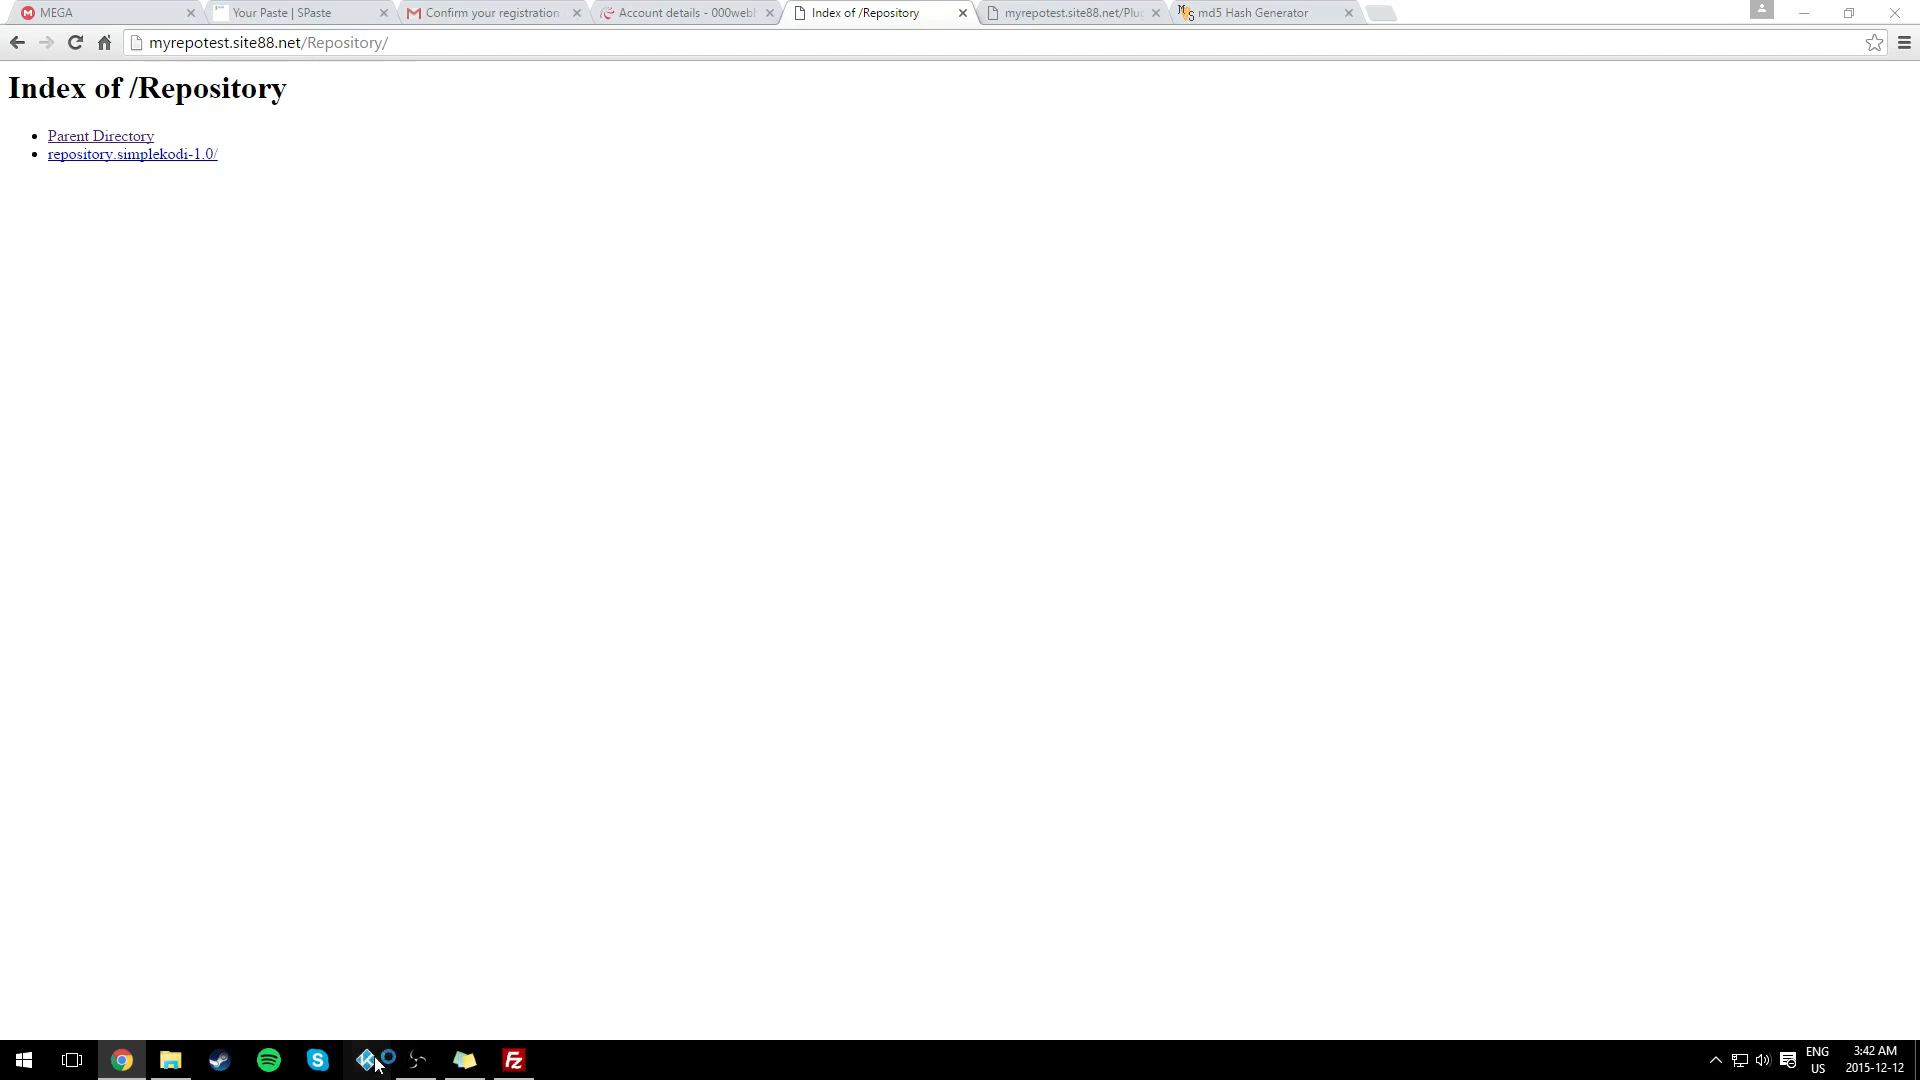 MEGA
Your Paste | SPaste
Confirm your registration
Account details - 000webl
Index of /Repository
myrepotest.site88.net/Plu
md5 Hash Generator
myrepotest.site88.net/Repository/
Index of /Repository
Parent Directory
repository.simplekodi-1.0/
ENG
US
3:42 AM
2015-12-12